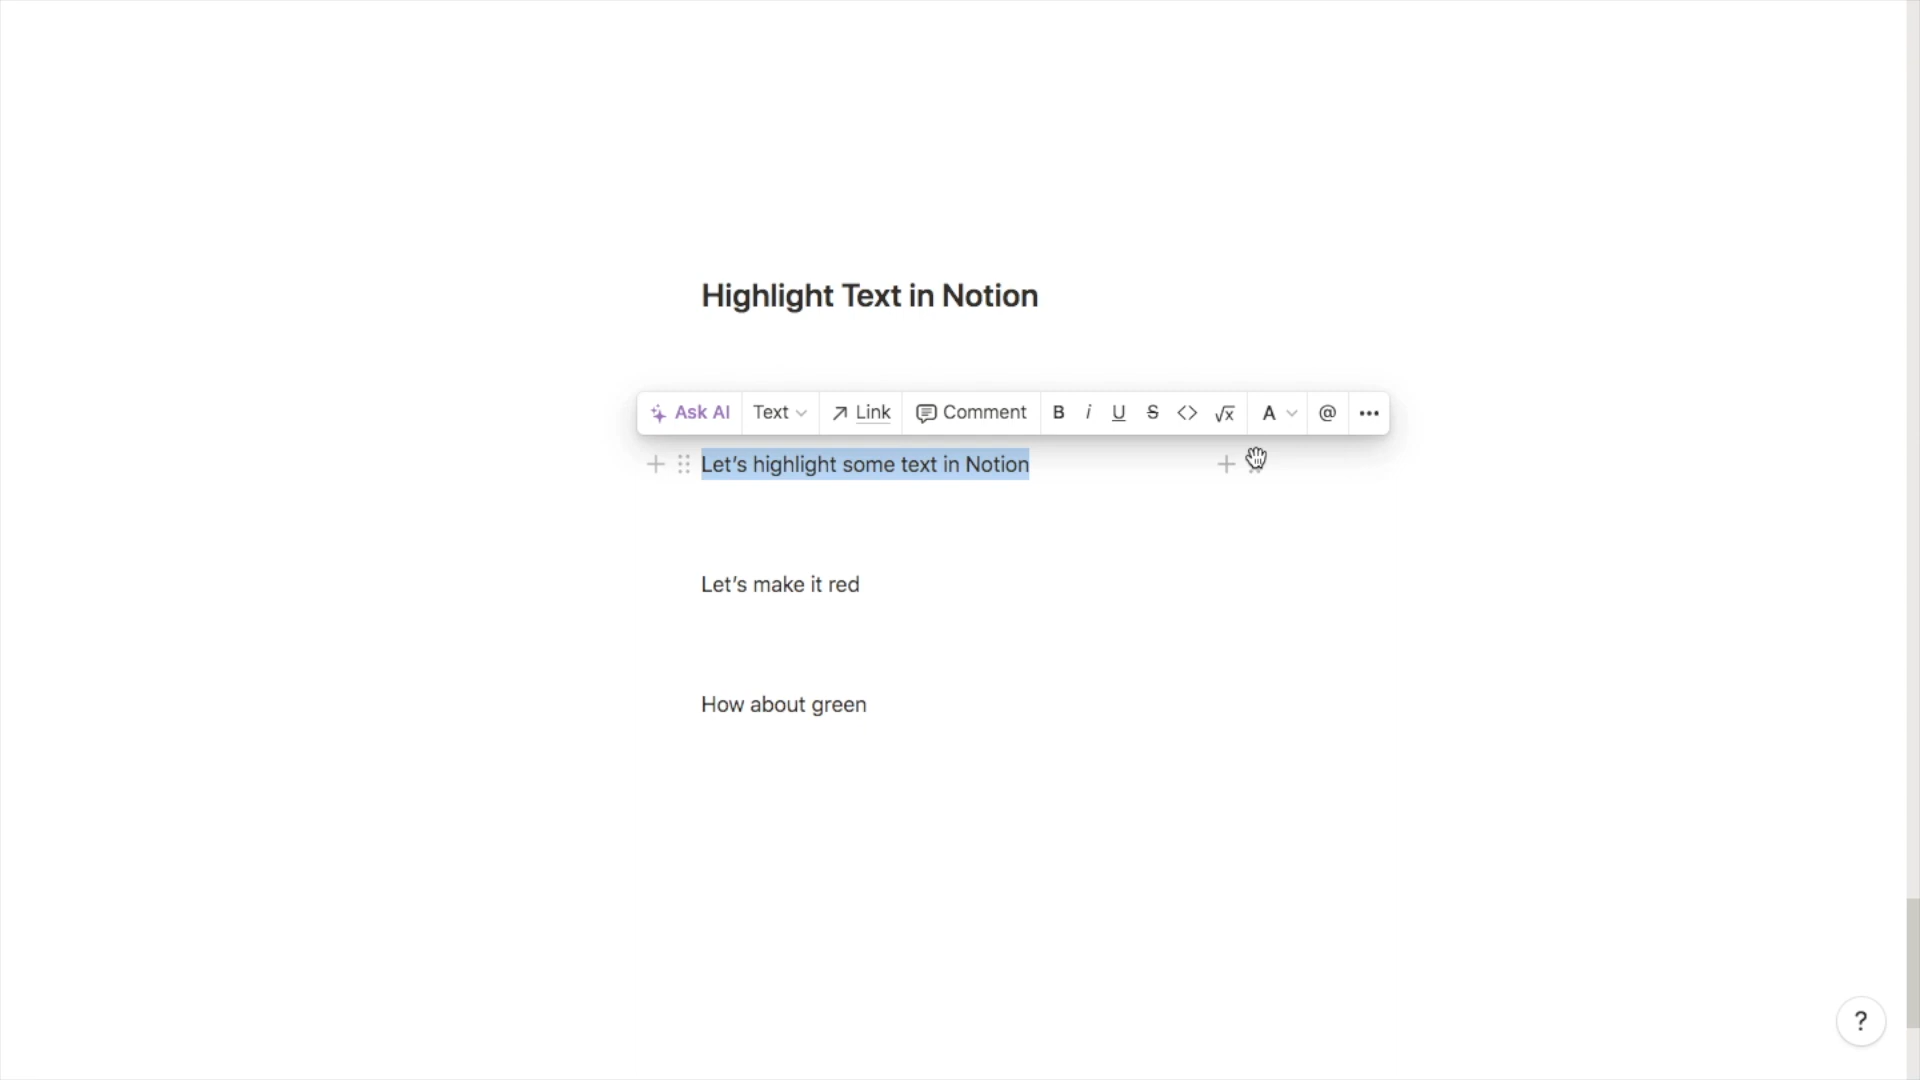 Highlight Text in Notion
Ask AI Text Link Comment B i U S <> √x A @ •••
Let’s highlight some text in Notion
Let’s make it red
How about green
?